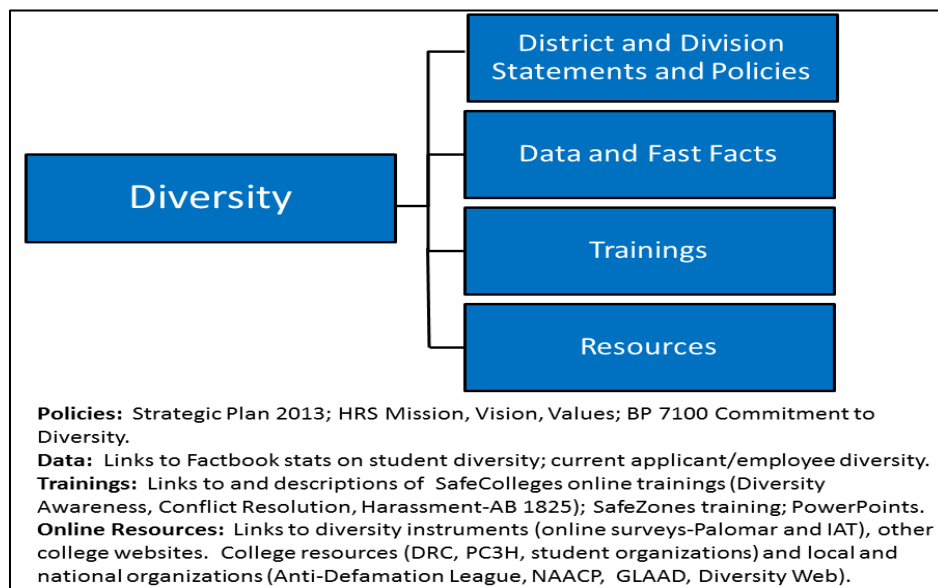 District and Division
Statements and Policies
Data and Fast Facts
Diversity
Trainings
Resources
Policies: Strategic Plan 2013; HRS Mission, Vision, Values; BP 7100 Commitment to
Diversity.
Data: Links to Factbook stats on student diversity; current applicant/employee diversity.
Trainings: Links to and descriptions of SafeColleges online trainings (Diversity
Awareness, Conflict Resolution, Harassment-AB 1825); SafeZones training; PowerPoints.
Online Resources: Links to diversity instruments (online surveys-Palomar and IAT), other
college websites. College resources (DRC, PC3H, student organizations) and local and
national organizations (Anti-Defamation League, NAACP, GLAAD, Diversity Web).